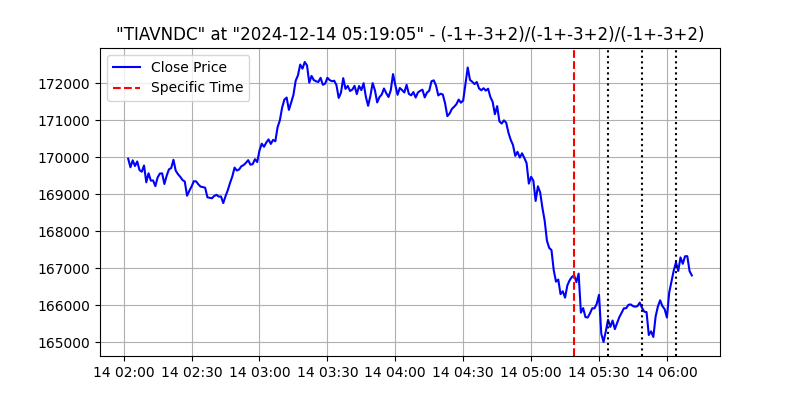 "TIAVNDC" at "2024-12-14 05:19:05" - (-1+-3+2)/(-1+-3+2)/(-1+-3+2)
Close Price
Specific Time
172000
171000
170000
169000
168000
167000
166000
165000
14 02:00 14 02:30 14 03:00 14 03:30 14 04:00 14 04:30 14 05:00 14 05:30 14 06:00